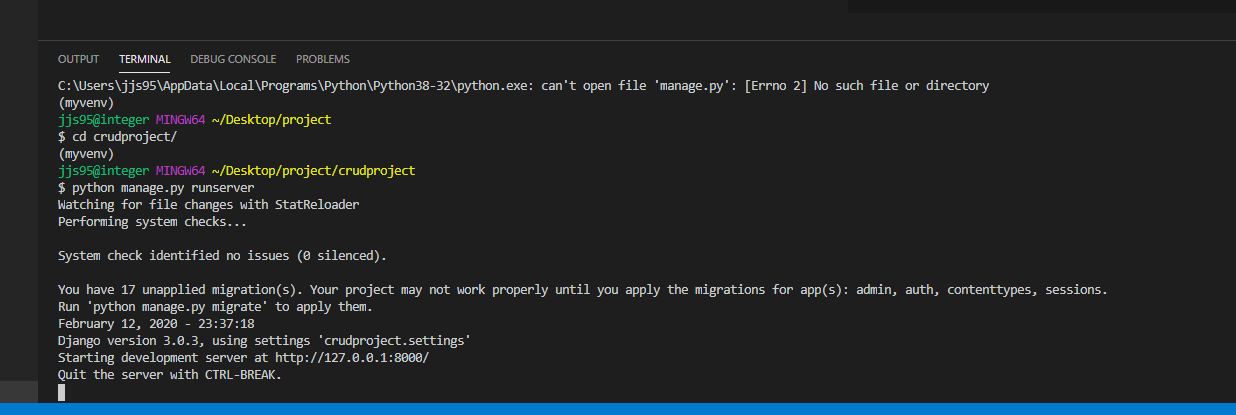 OUTPUT TERMINAL DEBUG CONSOLE PROBLEMS
C:\Users\jjs95\AppData\Local\Programs\Python\Python38-32\python.exe: can't open file 'manage.py': [Errno 2] No such file or directory
(myvenv)
jjs95@integer MINGW64 ~/Desktop/project
$ cd crudproject/
(myvenv)
jjs95@integer MINGW64 ~/Desktop/project/crudproject
$ python manage.py runserver
Watching for file changes with StatReloader
Performing system checks...
System check identified no issues (0 silenced).
You have 17 unapplied migration(s). Your project may not work properly until you apply the migrations for app(s): admin, auth, contenttypes, sessions.
Run 'python manage.py migrate' to apply them.
February 12, 2020 - 23:37:18
Django version 3.0.3, using settings 'crudproject.settings'
Starting development server at http://127.0.0.1:8000/
Quit the server with CTRL-BREAK.